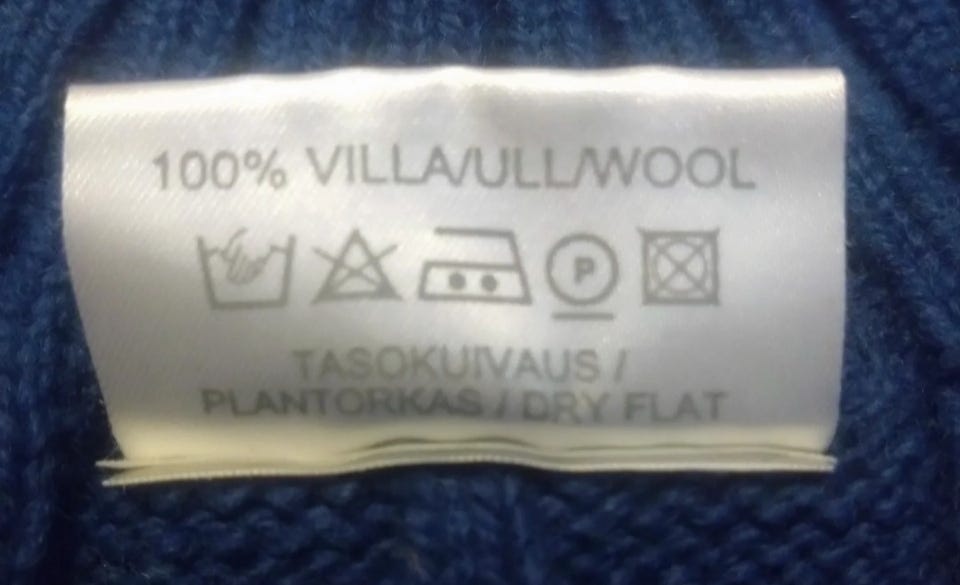 100% VILLA/ULL/WOOL
P
TASOKUIVAUS /
PLANTORKAS / DRY FLAT